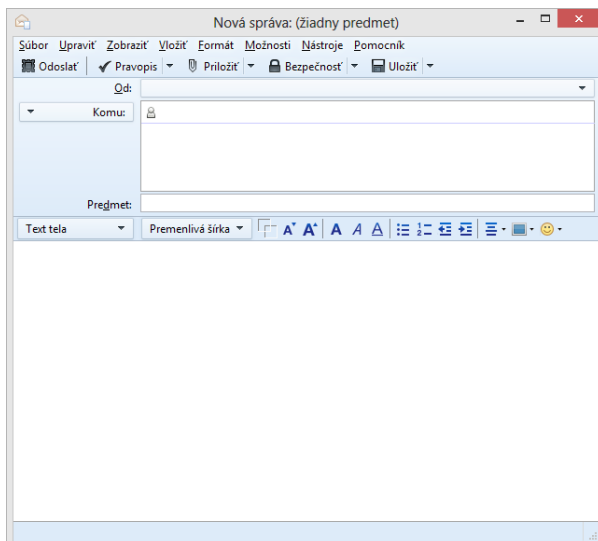 Nová správa: (žiadny predmet)
Súbor Upraviť Zobraziť Vložiť Formát Možnosti Nástroje Pomocník
Odoslať Pravopis Priložiť Bezpečnosť Uložiť
Od:
Komu:
Predmet:
Text tela Premenlivá šírka